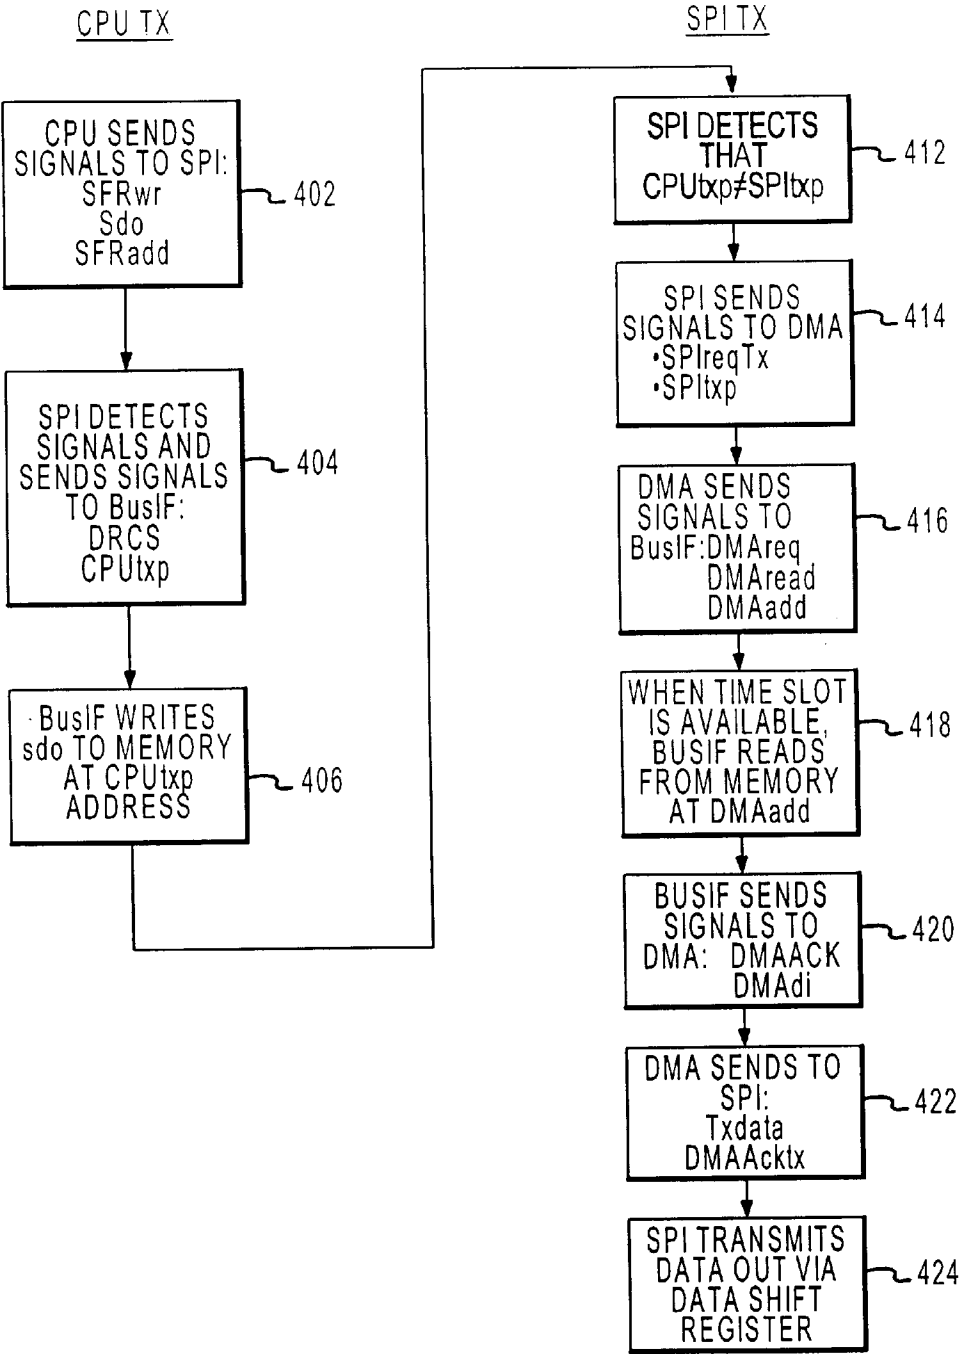 CPU TX
CPU SENDS
SIGNALS TO SPI:
SFRwr
Sdo
SFRadd
402
SPI DETECTS
SIGNALS AND
SENDS SIGNALS
TO BusIF:
DRCS
CPUtxp
404
BusIF WRITES
sdo TO MEMORY
AT CPUtxp
ADDRESS
406
SPI TX
SPI DETECTS
THAT
CPUtxp≠SPItxp
412
SPI SENDS
SIGNALS TO DMA
•SPIreqTx
•SPItxp
414
DMA SENDS
SIGNALS TO
BusIF:DMAreq
DMAread
DMAadd
416
WHEN TIME SLOT
IS AVAILABLE,
BUSIF READS
FROM MEMORY
AT DMAadd
418
BUSIF SENDS
SIGNALS TO
DMA: DMAACK
DMAdi
420
DMA SENDS TO
SPI:
Txdata
DMAAcktx
422
SPI TRANSMITS
DATA OUT VIA
DATA SHIFT
REGISTER
424